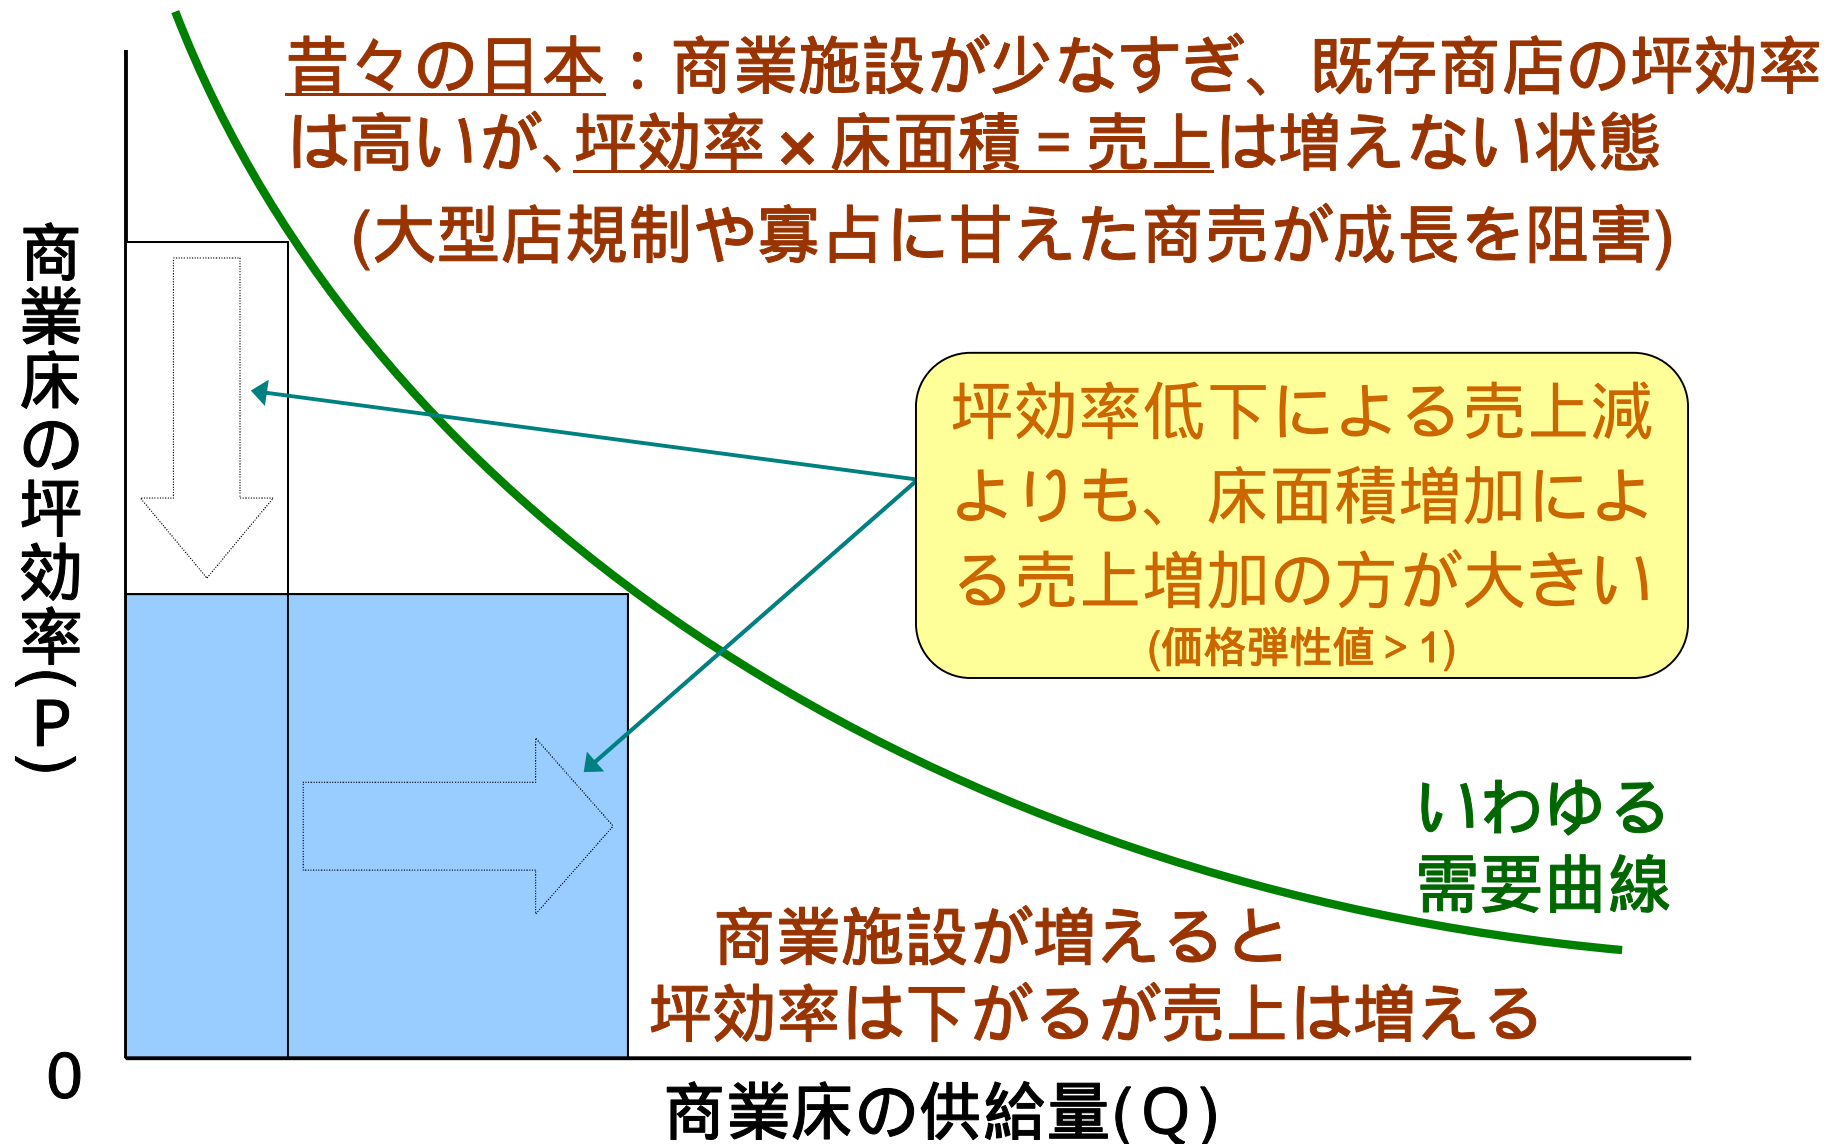 昔々の日本：商業施設が少なすぎ、既存商店の坪効率
は高いが、坪効率×床面積=売上は増えない状態
(大型店規制や寡占に甘えた商売が成長を阻害)
商業床の坪効率(P)
坪効率低下による売上減
よりも、床面積増加によ
る売上増加の方が大きい
(価格弾性値>1)
いわゆる
需要曲線
商業施設が増えると
坪効率は下がるが売上は増える
0
商業床の供給量(Q)